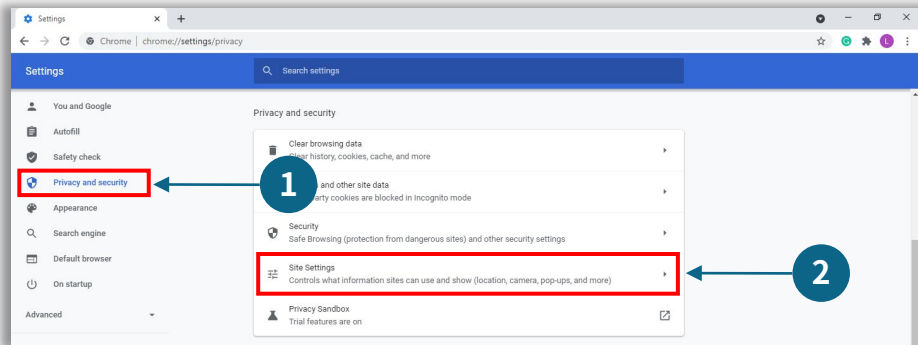 Settings
Chrome | chrome://settings/privacy
L
Settings
Search settings
You and Google
Autofill
Safety check
Privacy and security
Appearance
Search engine
Default browser
On startup
Advanced
1
Privacy and security
Clear browsing data
Clear history, cookies, cache, and more
and other site data
cookies are blocked in Incognito mode
Security
Safe Browsing (protection from dangerous sites) and other security settings
Site Settings
Controls what information sites can use and show (location, camera, pop-ups, and more)
2
Privacy Sandbox
Trial features are on